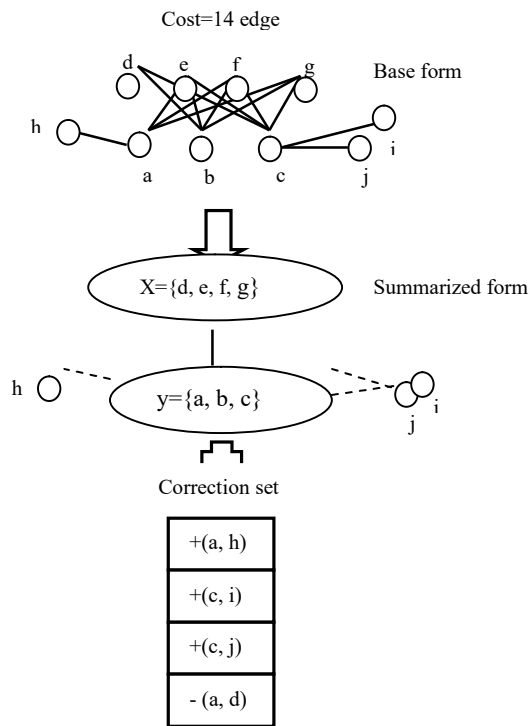 Cost=14 edge
d
e
f
g
Base form
h
i
a
b
c
j
X={d, e, f, g}
Summarized form
h
y={a, b, c}
i
j
Correction set
+(a, h)
+(c, i)
+(c, j)
- (a, d)